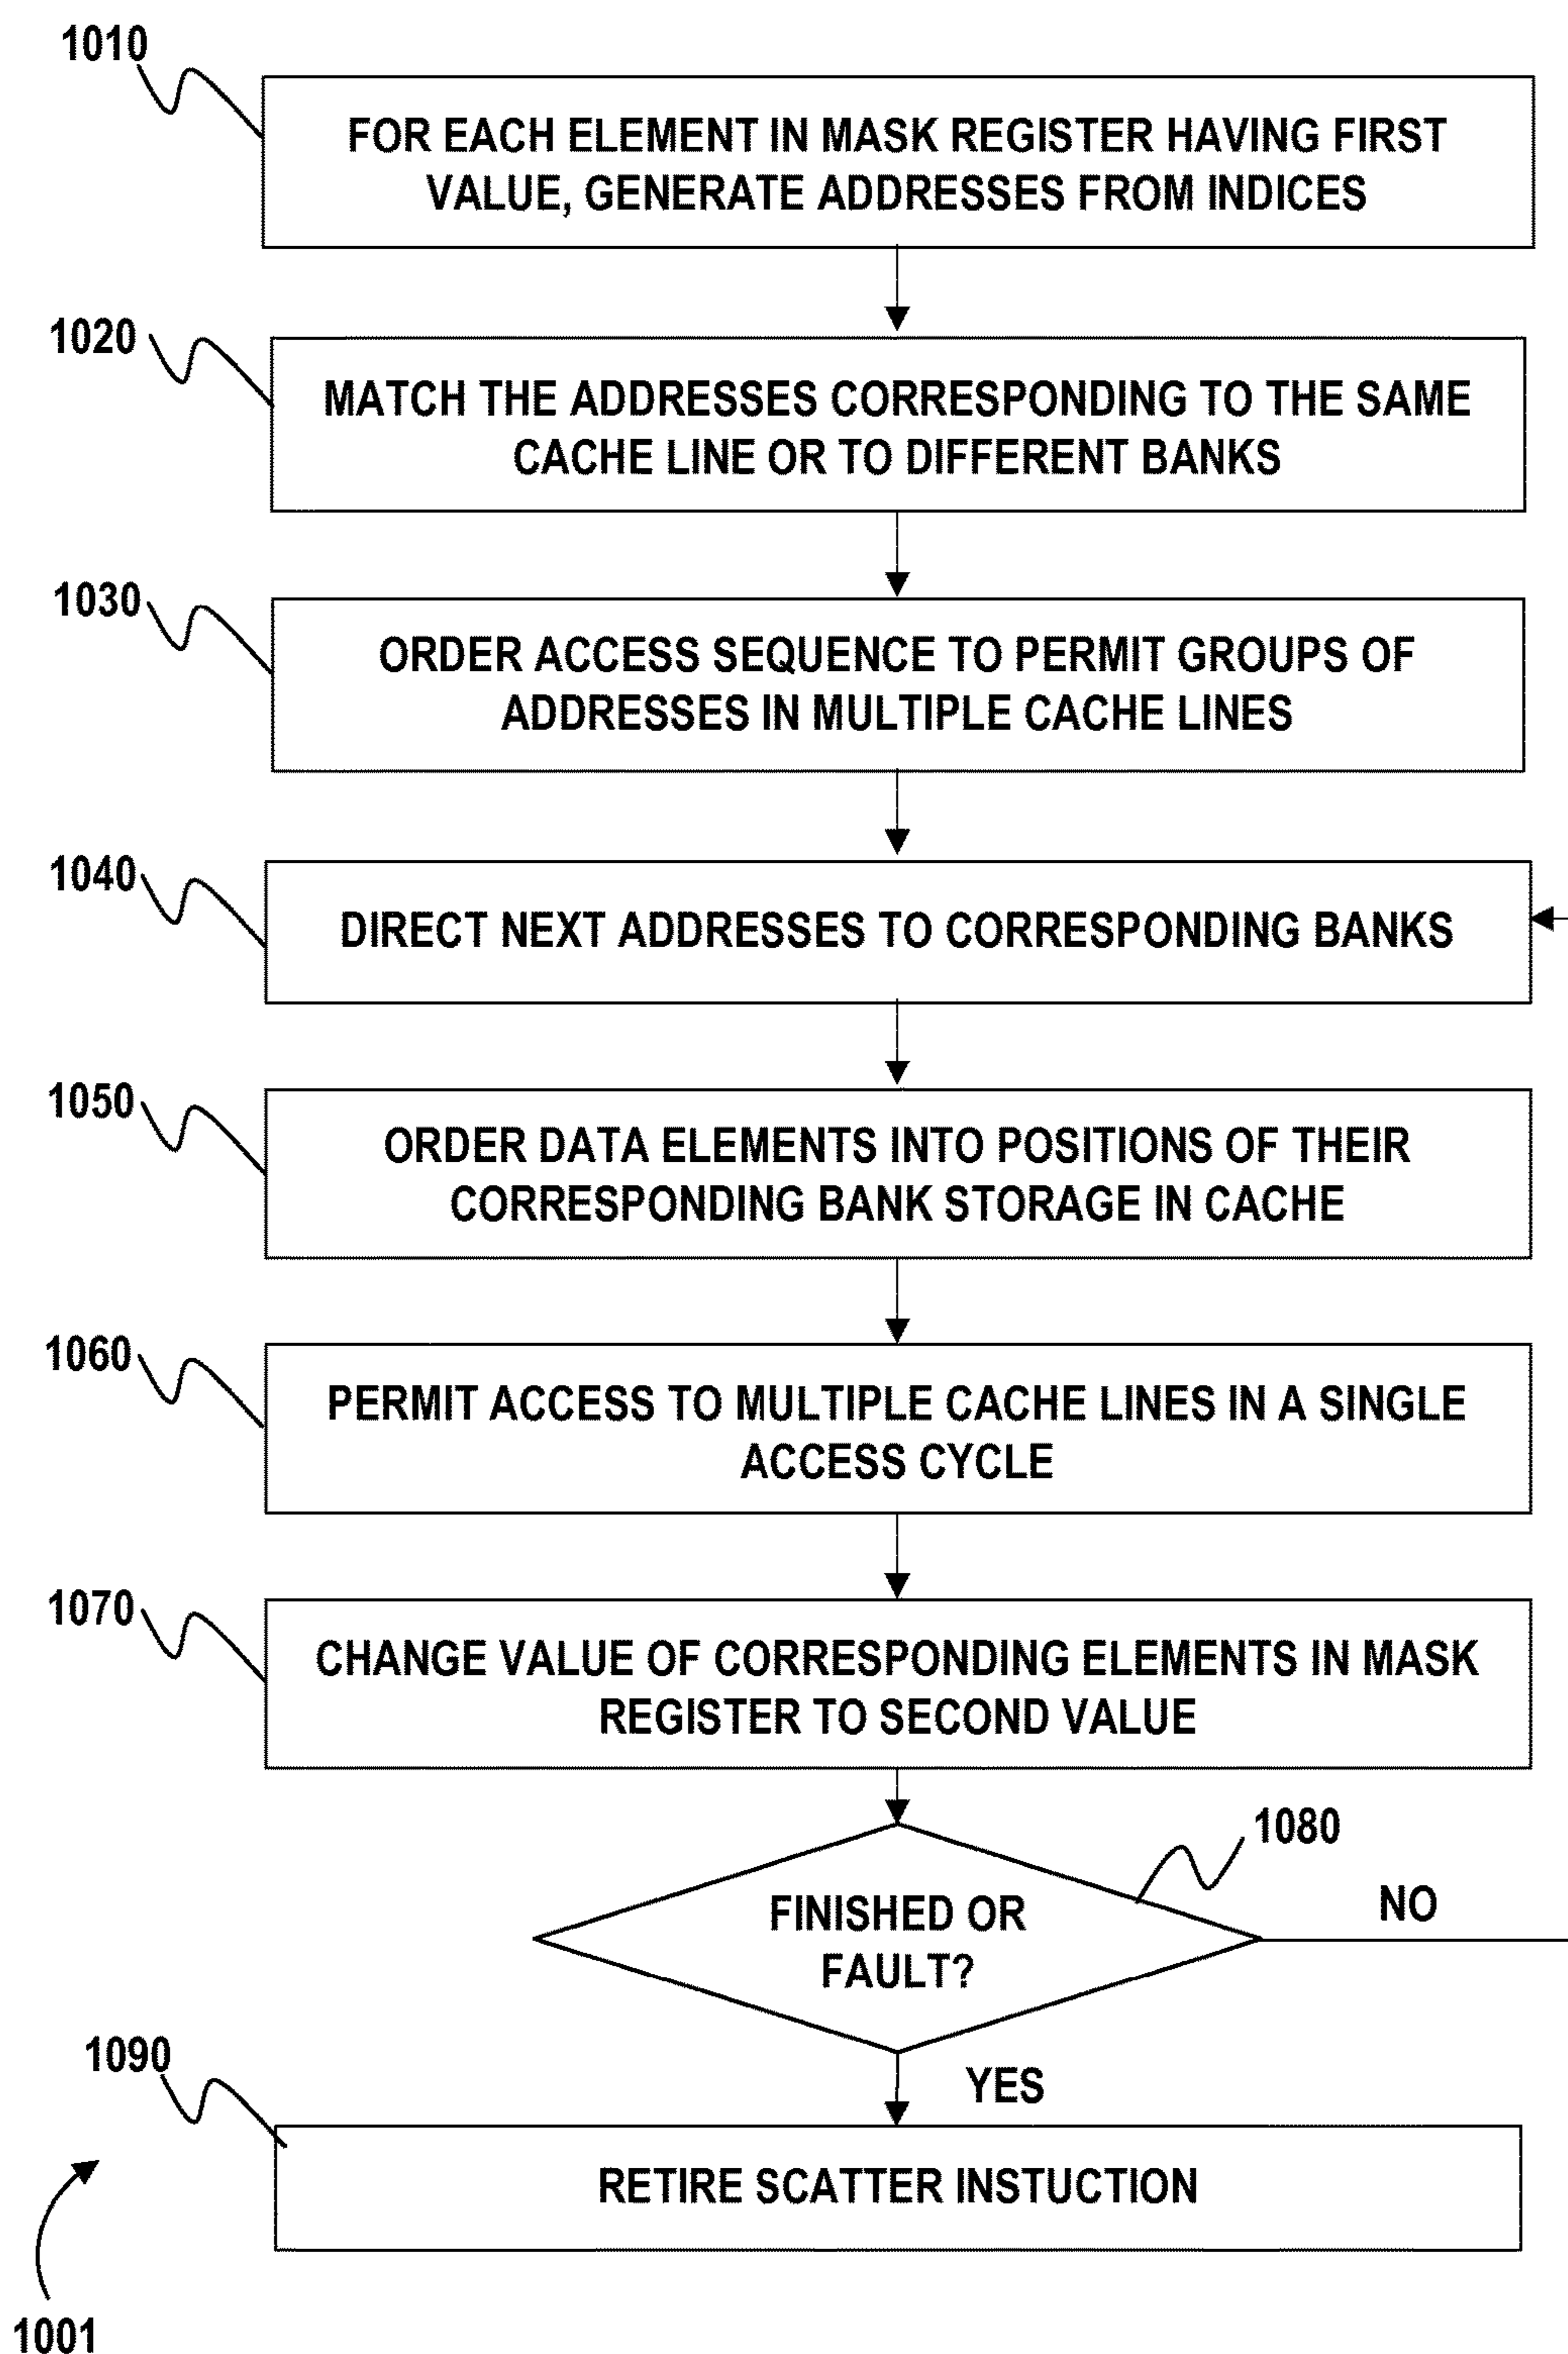 1010
FOR EACH ELEMENT IN MASK REGISTER HAVING FIRST
VALUE, GENERATE ADDRESSES FROM INDICES
1020
MATCH THE ADDRESSES CORRESPONDING TO THE SAME
CACHE LINE OR TO DIFFERENT BANKS
1030
ORDER ACCESS SEQUENCE TO PERMIT GROUPS OF
ADDRESSES IN MULTIPLE CACHE LINES
1040
DIRECT NEXT ADDRESSES TO CORRESPONDING BANKS
1050
ORDER DATA ELEMENTS INTO POSITIONS OF THEIR
CORRESPONDING BANK STORAGE IN CACHE
1060
PERMIT ACCESS TO MULTIPLE CACHE LINES IN A SINGLE
ACCESS CYCLE
1070
CHANGE VALUE OF CORRESPONDING ELEMENTS IN MASK
REGISTER TO SECOND VALUE
1080
FINISHED OR
FAULT?
NO
YES
1090
RETIRE SCATTER INSTUCTION
1001